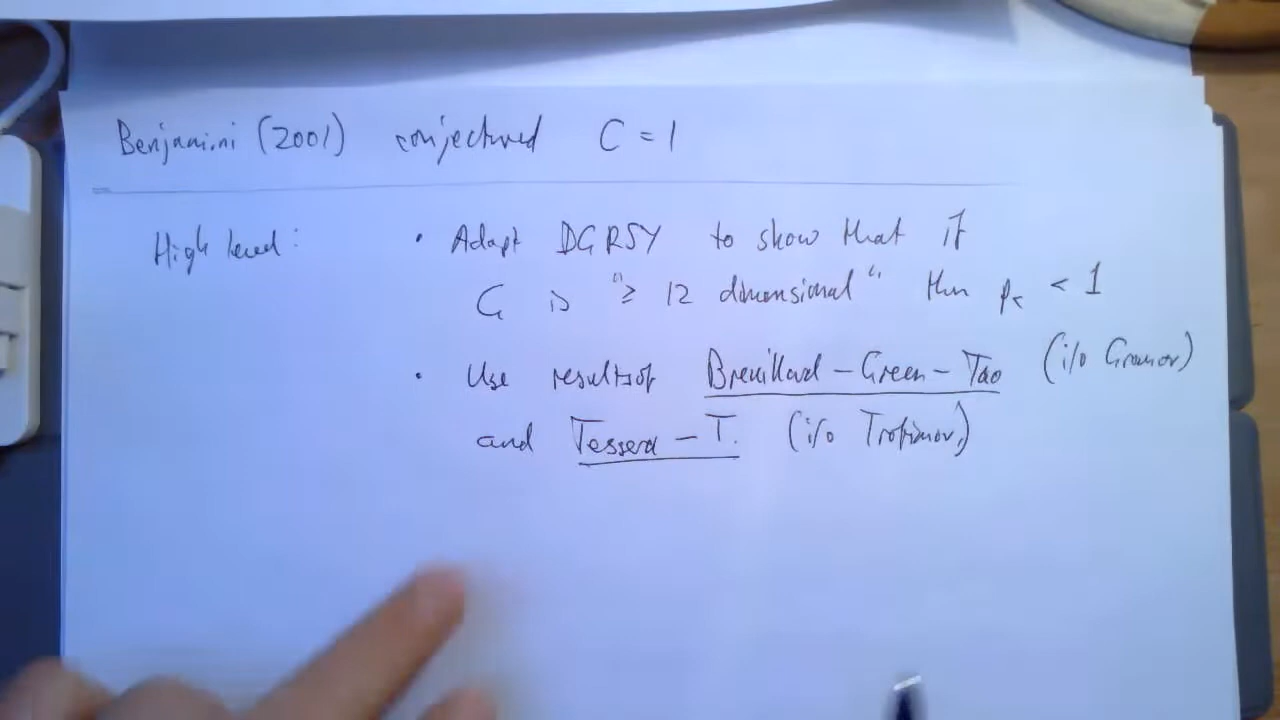 Benjamini (2001) conjectured C = 1
High level: • Adapt DGRSY to show that if
G is "≥ 12 dimensional" then pc < 1
• Use results of Breuillard – Green – Tao (i/o Gromov)
and Tessera – T. (i/o Trofimov)